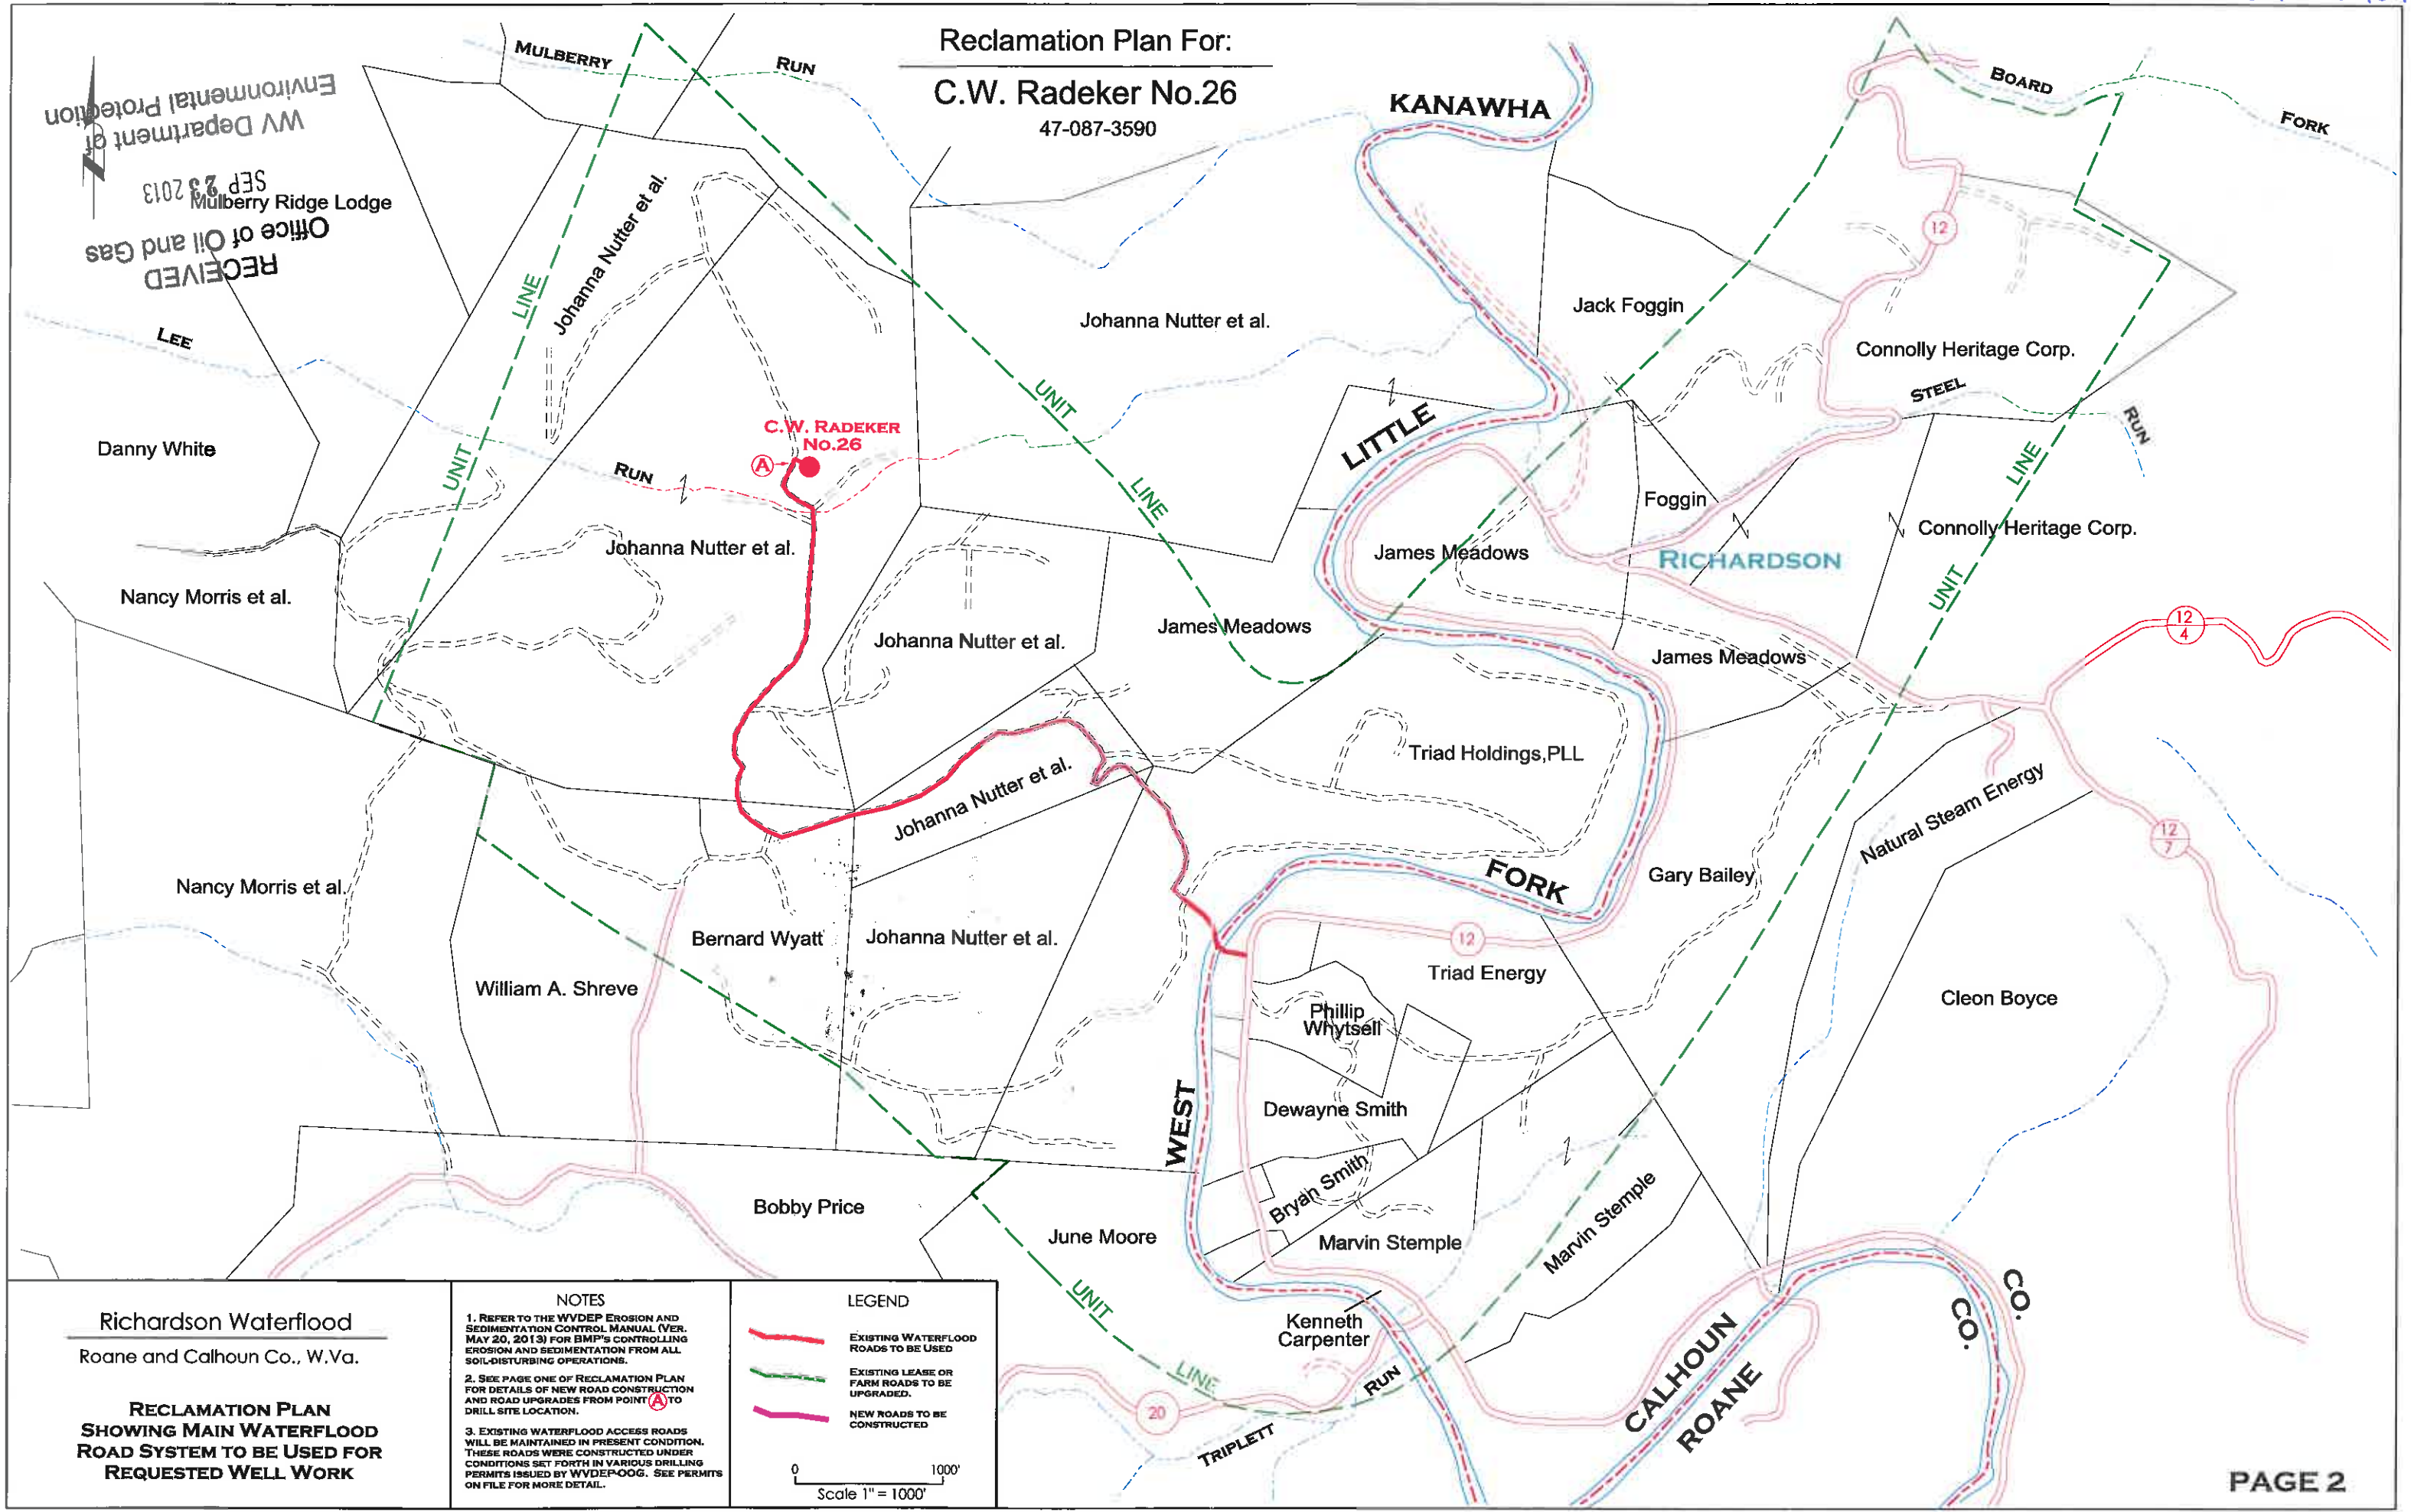 Reclamation Plan For:
C.W. Radeker No.26
47-087-3590
WV Department of
Environmental Protection
SEP 23 2013
Mulberry Ridge Lodge
Office of Oil and Gas
RECEIVED
MULBERRY
RUN
KANAWHA
BOARD
FORK
12
LINE
Johanna Nutter et al.
LEE
Johanna Nutter et al.
Jack Foggin
Connolly Heritage Corp.
STEEL
RUN
UNIT
LITTLE
Danny White
UNIT
C.W. RADEKER
NO.26
A
RUN
LINE
LINE
Foggin
Connolly Heritage Corp.
Johanna Nutter et al.
James Meadows
RICHARDSON
UNIT
Nancy Morris et al.
Johanna Nutter et al.
James Meadows
James Meadows
12
4
Triad Holdings,PLL
Johanna Nutter et al.
Natural Steam Energy
12
7
Nancy Morris et al.
FORK
Gary Bailey
Bernard Wyatt
Johanna Nutter et al.
12
William A. Shreve
Triad Energy
Cleon Boyce
Phillip
Whytsell
WEST
Dewayne Smith
Bryan Smith
Bobby Price
June Moore
Marvin Stemple
Marvin Stemple
UNIT
Kenneth
Carpenter
LINE
RUN
20
TRIPLETT
CALHOUN
CO.
ROANE
CO.
Richardson Waterflood
Roane and Calhoun Co., W.Va.
RECLAMATION PLAN
SHOWING MAIN WATERFLOOD
ROAD SYSTEM TO BE USED FOR
REQUESTED WELL WORK
NOTES
1. REFER TO THE WVDEP EROSION AND
SEDIMENTATION CONTROL MANUAL (VER.
MAY 20, 2013) FOR BMP'S CONTROLLING
EROSION AND SEDIMENTATION FROM ALL
SOIL-DISTURBING OPERATIONS.
2. SEE PAGE ONE OF RECLAMATION PLAN
FOR DETAILS OF NEW ROAD CONSTRUCTION
AND ROAD UPGRADES FROM POINT A TO
DRILL SITE LOCATION.
3. EXISTING WATERFLOOD ACCESS ROADS
WILL BE MAINTAINED IN PRESENT CONDITION.
THESE ROADS WERE CONSTRUCTED UNDER
CONDITIONS SET FORTH IN VARIOUS DRILLING
PERMITS ISSUED BY WVDEP-OOG. SEE PERMITS
ON FILE FOR MORE DETAIL.
LEGEND
EXISTING WATERFLOOD
ROADS TO BE USED
EXISTING LEASE OR
FARM ROADS TO BE
UPGRADED.
NEW ROADS TO BE
CONSTRUCTED
0 1000'
Scale 1" = 1000'
PAGE 2